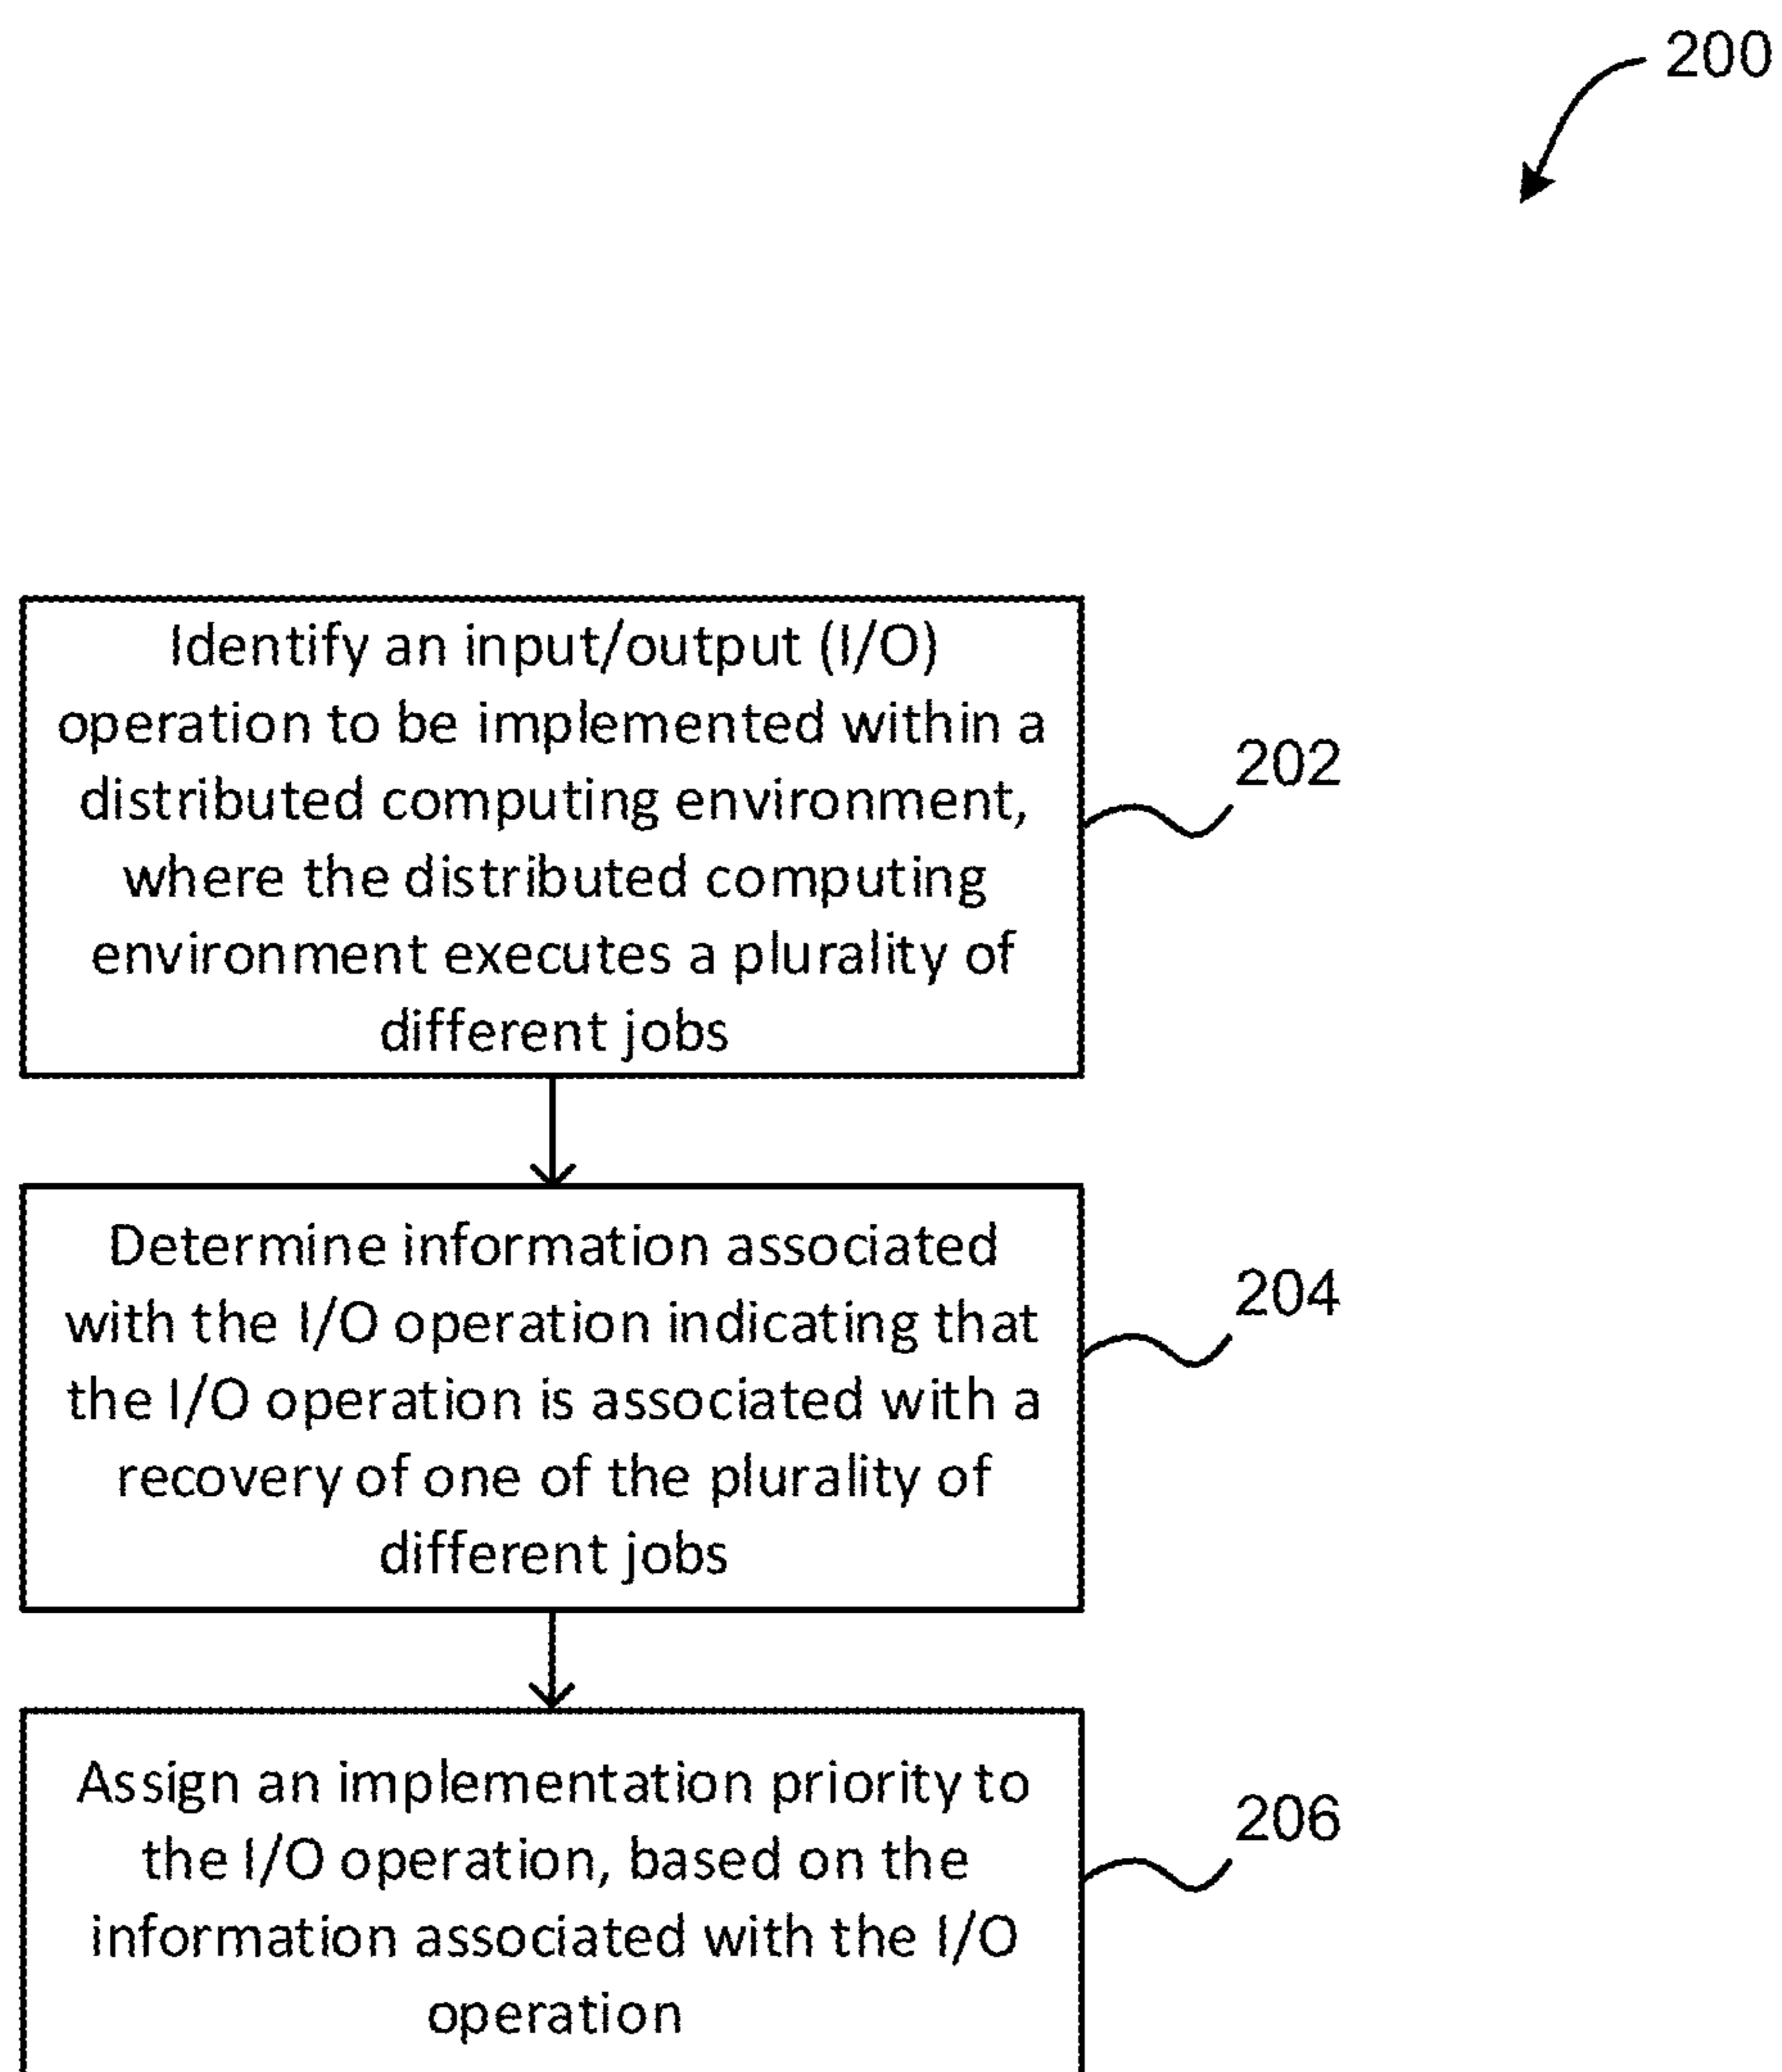 200
Identify an input/output (I/O)
operation to be implemented within a
distributed computing environment,
where the distributed computing
environment executes a plurality of
different jobs
202
Determine information associated
with the I/O operation indicating that
the I/O operation is associated with a
recovery of one of the plurality of
different jobs
204
Assign an implementation priority to
the I/O operation, based on the
information associated with the I/O
operation
206